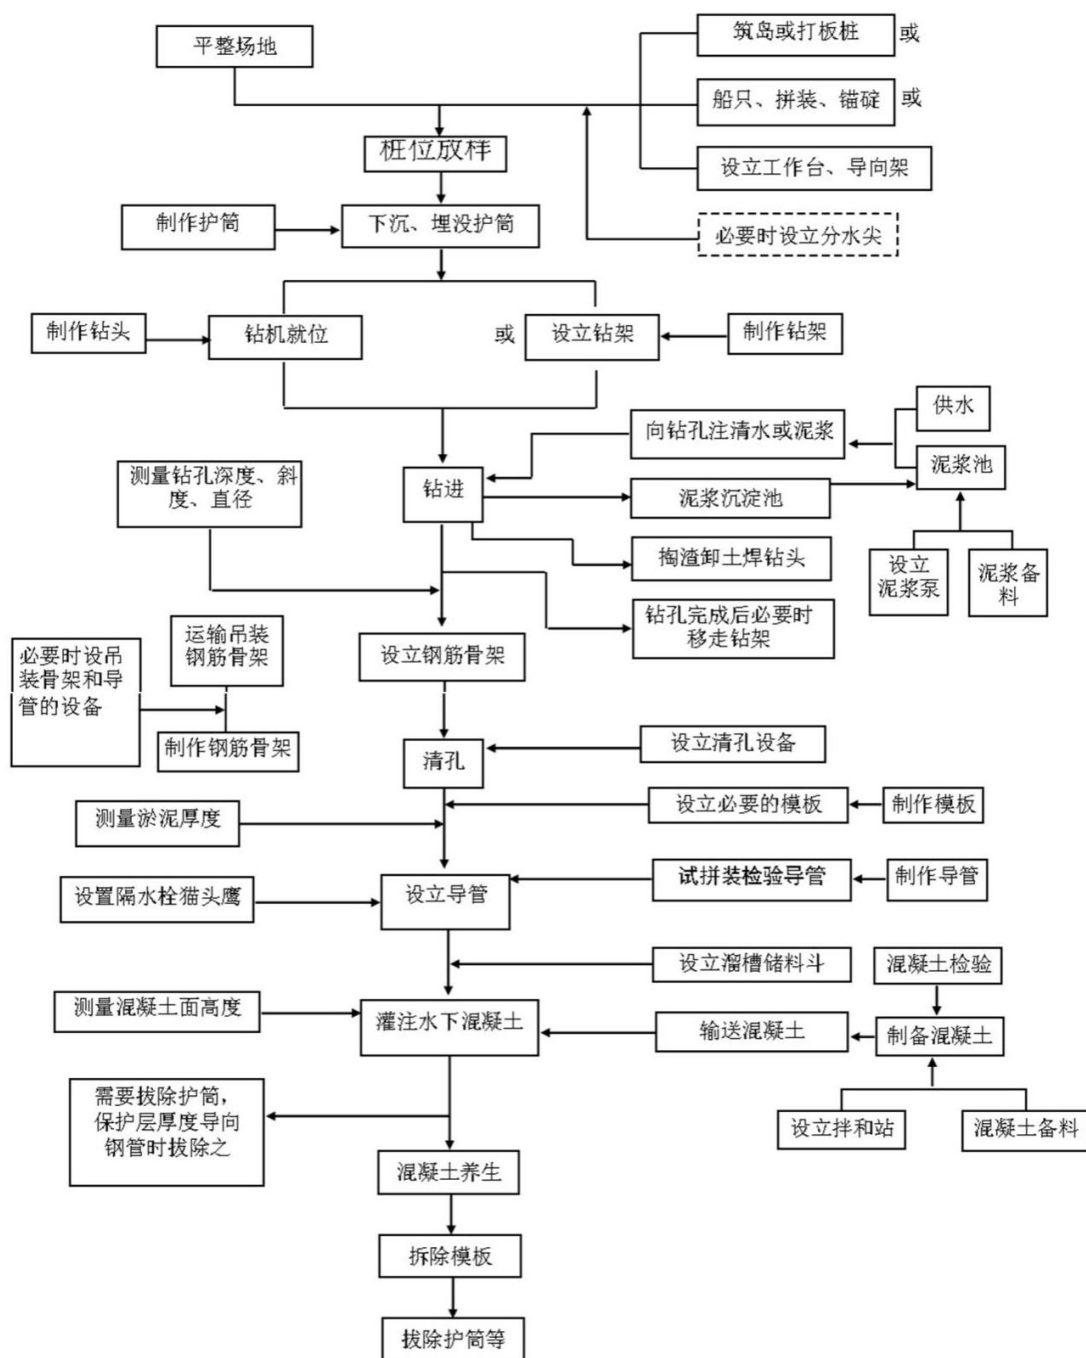 平整场地
筑岛或打板桩
或
船只、拼装、锚碇
或
桩位放样
设立工作台、导向架
制作护筒
下沉、埋没护筒
必要时设立分水尖
制作钻头
钻机就位
或
设立钻架
制作钻架
供水
向钻孔注清水或泥浆
泥浆池
测量钻孔深度、斜
度、直径
钻进
泥浆沉淀池
掏渣卸土焊钻头
设立
泥浆泵
泥浆备
料
钻孔完成后必要时
移走钻架
必要时设吊
装骨架和导
管的设备
运输吊装
钢筋骨架
设立钢筋骨架
制作钢筋骨架
清孔
设立清孔设备
测量淤泥厚度
设立必要的模板
制作模板
设置隔水栓猫头鹰
设立导管
试拼装检验导管
制作导管
设立溜槽储料斗
混凝土检验
测量混凝土面高度
灌注水下混凝土
输送混凝土
制备混凝土
需要拔除护筒，
保护层厚度导向
钢管时拔除之
设立拌和站
混凝土备料
混凝土养生
拆除模板
拔除护筒等